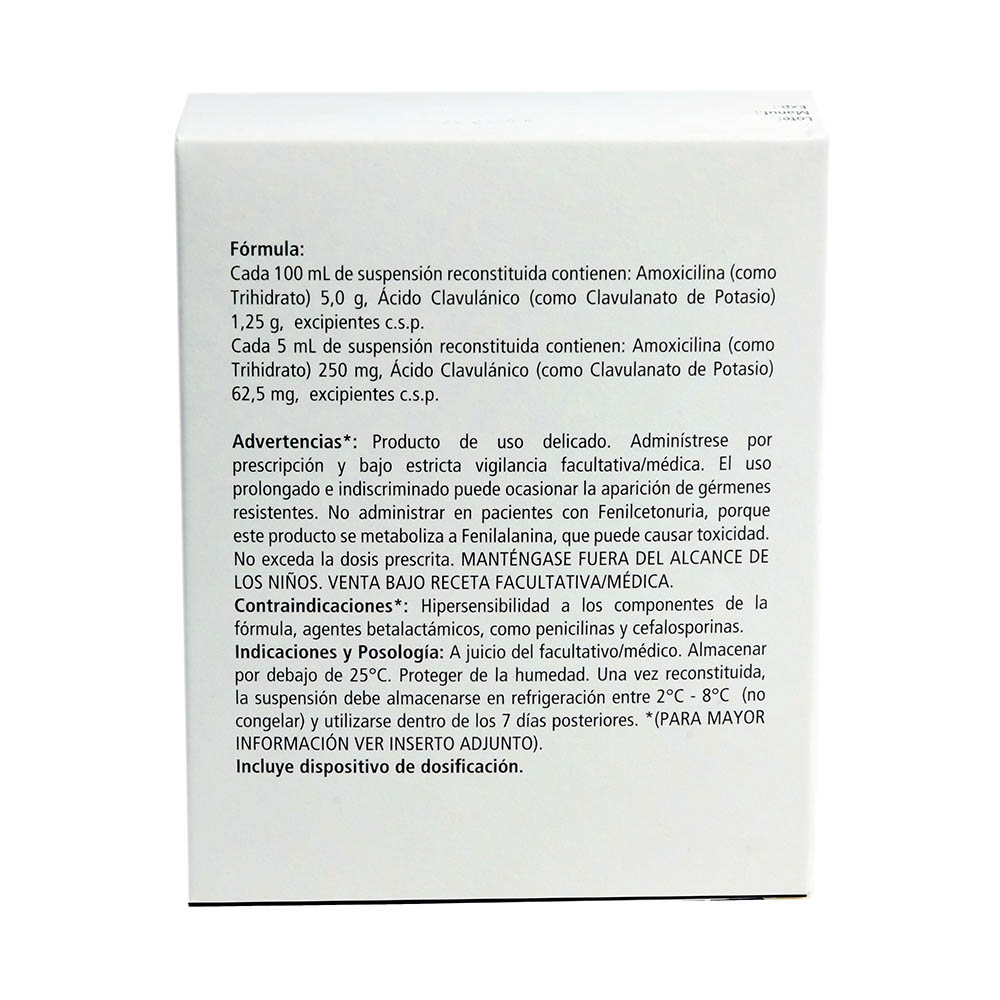 Lote:
Manuf.:
Exp.:
Fórmula:
Cada 100 mL de suspensión reconstituida contienen: Amoxicilina (como
Trihidrato) 5,0 g, Ácido Clavulánico (como Clavulanato de Potasio)
1,25 g, excipientes c.s.p.
Cada 5 mL de suspensión reconstituida contienen: Amoxicilina (como
Trihidrato) 250 mg, Ácido Clavulánico (como Clavulanato de Potasio)
62,5 mg, excipientes c.s.p.
Advertencias*: Producto de uso delicado. Adminístrese por
prescripción y bajo estricta vigilancia facultativa/médica. El uso
prolongado e indiscriminado puede ocasionar la aparición de gérmenes
resistentes. No administrar en pacientes con Fenilcetonuria, porque
este producto se metaboliza a Fenilalanina, que puede causar toxicidad.
No exceda la dosis prescrita. MANTÉNGASE FUERA DEL ALCANCE DE
LOS NIÑOS. VENTA BAJO RECETA FACULTATIVA/MÉDICA.
Contraindicaciones*: Hipersensibilidad a los componentes de la
fórmula, agentes betalactámicos, como penicilinas y cefalosporinas.
Indicaciones y Posología: A juicio del facultativo/médico. Almacenar
por debajo de 25°C. Proteger de la humedad. Una vez reconstituida,
la suspensión debe almacenarse en refrigeración entre 2°C - 8°C (no
congelar) y utilizarse dentro de los 7 días posteriores. *(PARA MAYOR
INFORMACIÓN VER INSERTO ADJUNTO).
Incluye dispositivo de dosificación.